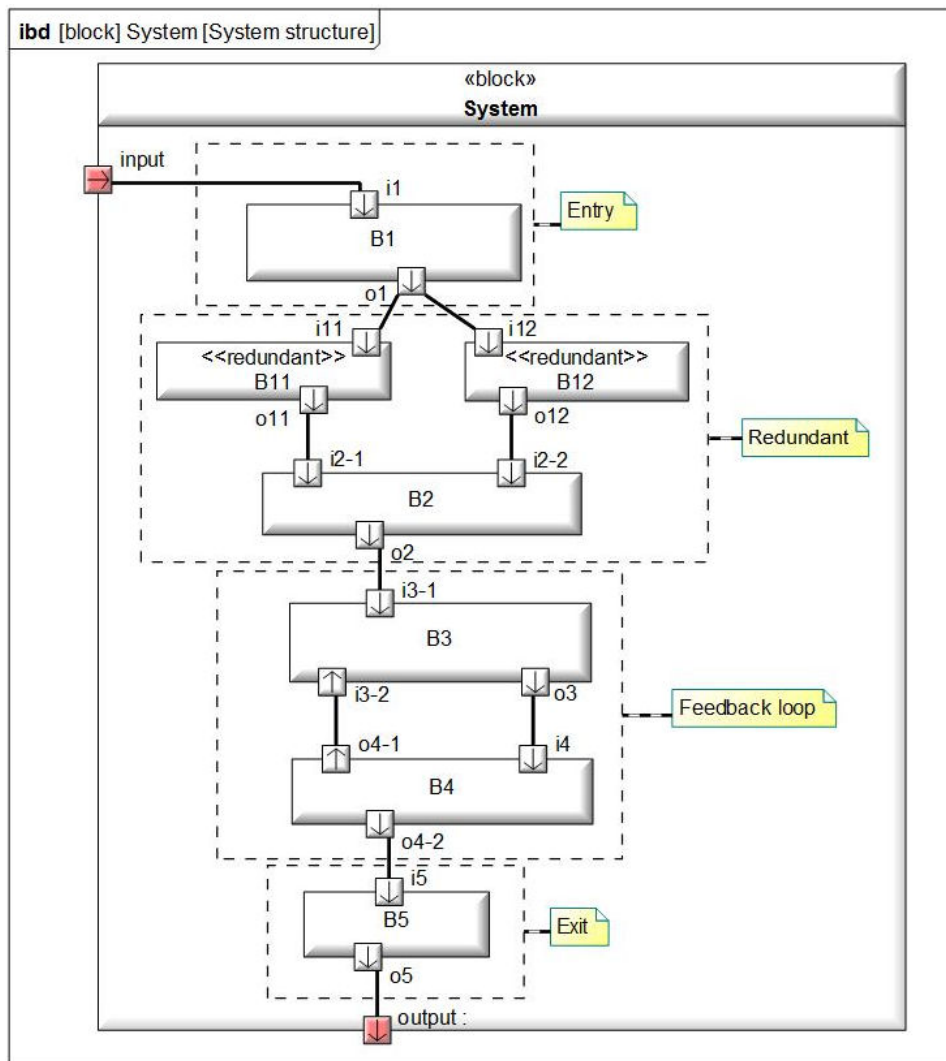 ibd [block] System [System structure]
«block»
System
input
i1
Entry
B1
o1
i11
i12
<<redundant>>
B11
<<redundant>>
B12
o11
o12
Redundant
i2-1
i2-2
B2
o2
i3-1
B3
i3-2
o3
Feedback loop
o4-1
i4
B4
o4-2
i5
B5
Exit
o5
output :